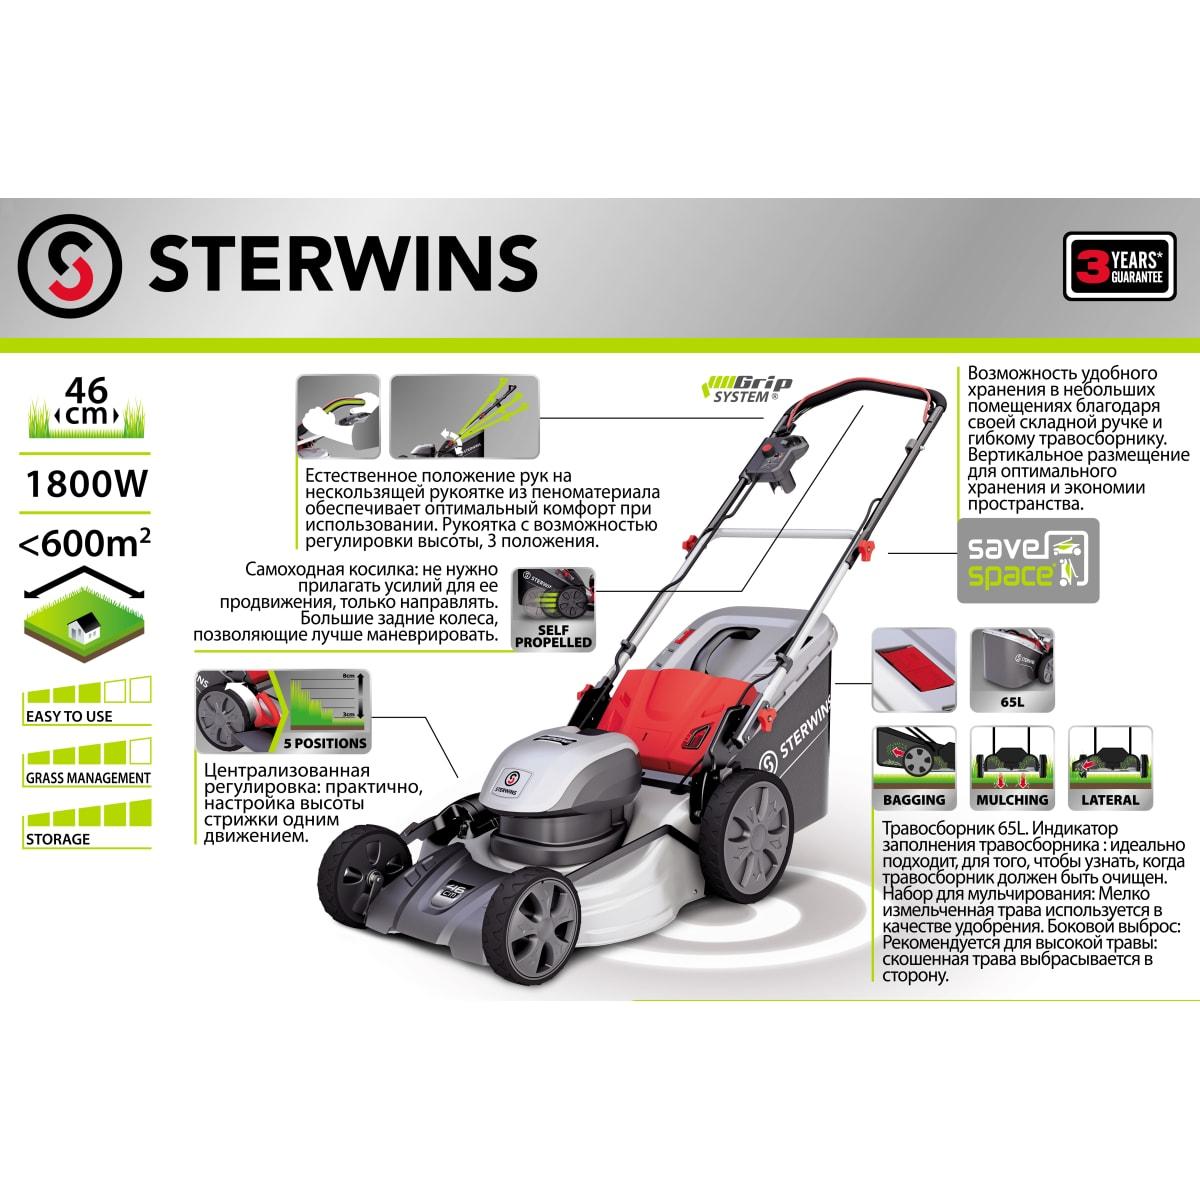 STERWINS
3 YEARS*
GUARANTEE
46
cm
1800W
<600m²
EASY TO USE
GRASS MANAGEMENT
STORAGE
Grip
SYSTEM®
Естественное положение рук на
нескользящей рукоятке из пеноматериала
обеспечивает оптимальный комфорт при
использовании. Рукоятка с возможностью
регулировки высоты, 3 положения.
Самоходная косилка: не нужно
прилагать усилий для ее
продвижения, только направлять.
Большие задние колеса,
позволяющие лучше маневрировать.
STERWINS
SELF
PROPELLED
8cm
3cm
5 POSITIONS
Централизованная
регулировка: практично,
настройка высоты
стрижки одним
движением.
STERWINS
STERWINS
46
CM
Возможность удобного
хранения в небольших
помещениях благодаря
своей складной ручке и
гибкому травосборнику.
Вертикальное размещение
для оптимального
хранения и экономии
пространства.
save
space
65L
BAGGING
MULCHING
LATERAL
Травосборник 65L. Индикатор
заполнения травосборника : идеально
подходит, для того, чтобы узнать, когда
травосборник должен быть очищен.
Набор для мульчирования: Мелко
измельченная трава используется в
качестве удобрения. Боковой выброс:
Рекомендуется для высокой травы:
скошенная трава выбрасывается в
сторону.